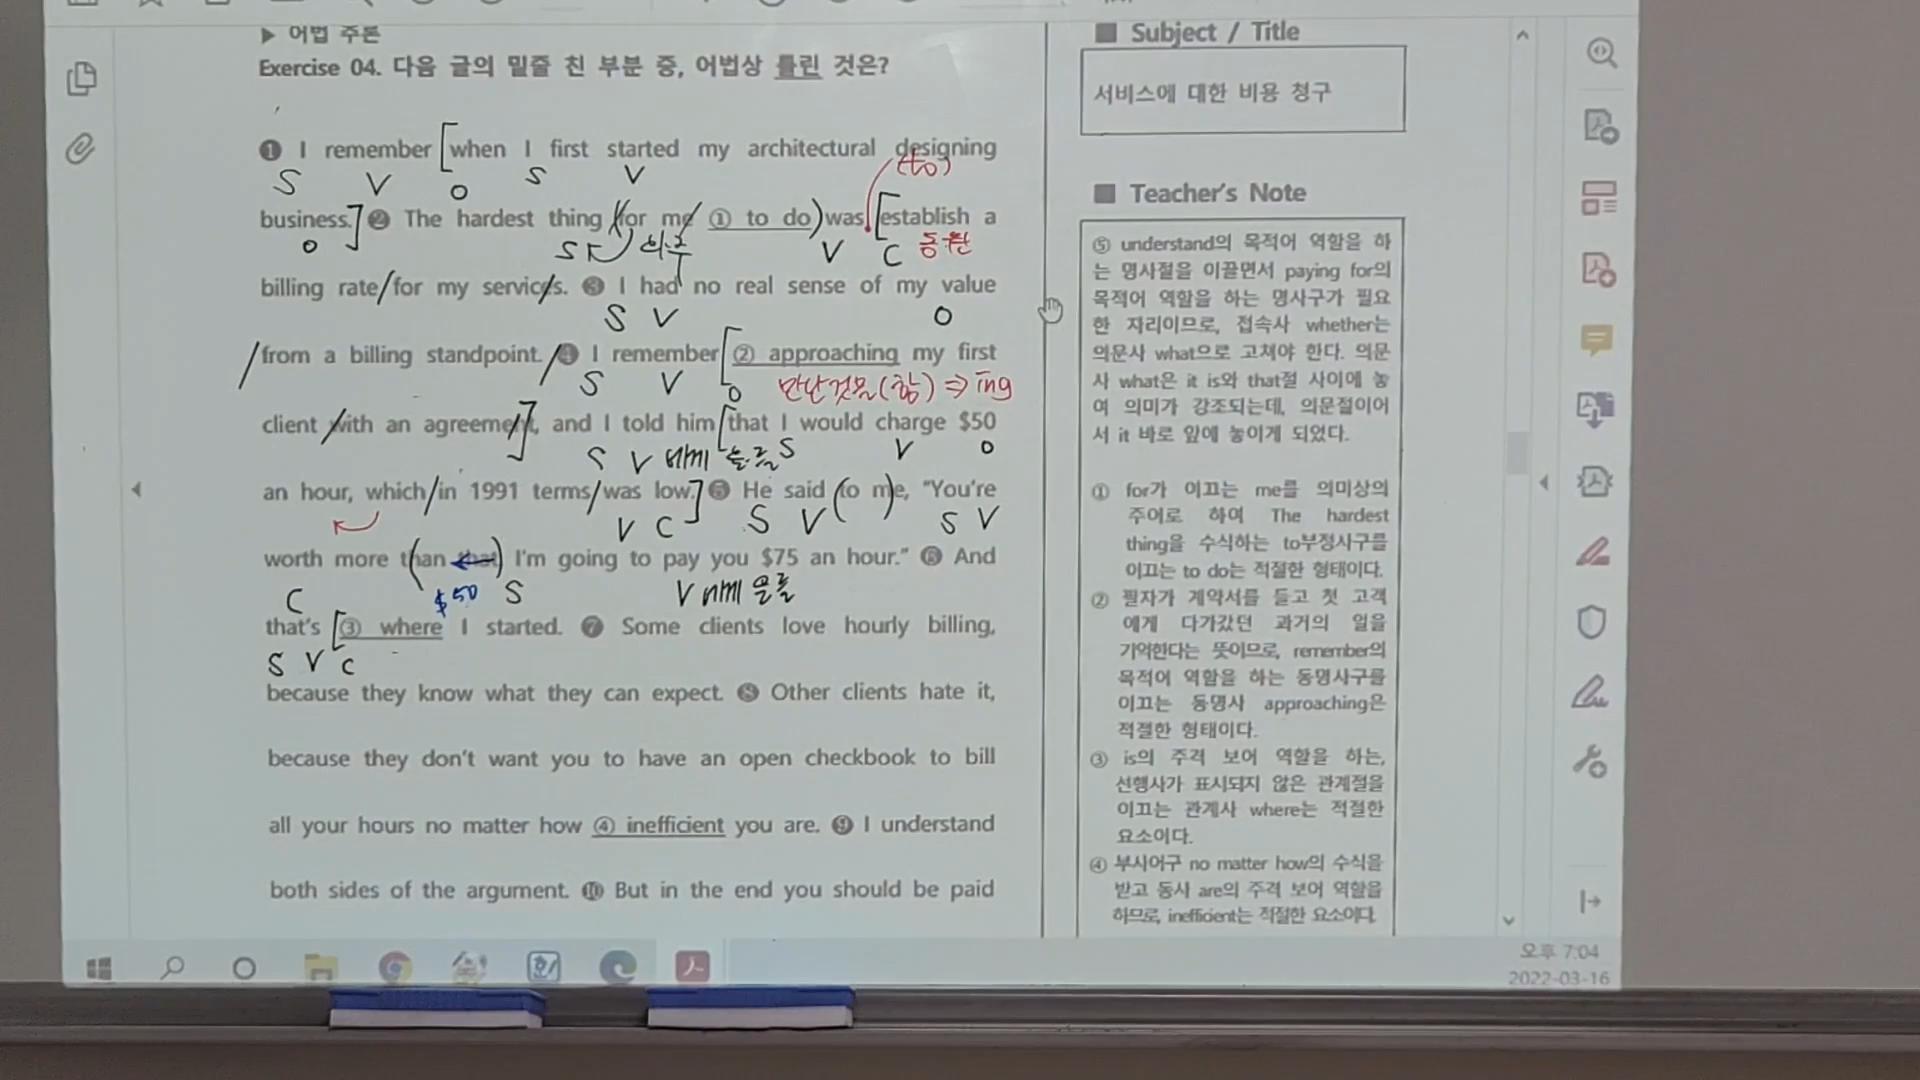 ▶ 어법 추론
Exercise 04. 다음 글의 밑줄 친 부분 중, 어법상 틀린 것은?
❶ I remember [when I first started my architectural designing
S V O S V (to)
business.] ❷ The hardest thing (for me ① to do) was [establish a
O S 의.주 V C 동원
billing rate/for my services. ❸ I had no real sense of my value
S V O
/from a billing standpoint./ ❹ I remember [② approaching my first
S V O 만난것을(함) ⇒ ing
client with an agreement], and I told him [that I would charge $50
S V 에게 을.를 S V O
an hour, which/in 1991 terms/was low.] ❺ He said (to me), “You’re
V C S V S V
worth more (than that) I’m going to pay you $75 an hour.” ❻ And
C $50 S V 에게 을를
that’s [③ where I started. ❼ Some clients love hourly billing,
S V C
because they know what they can expect. ❽ Other clients hate it,
because they don’t want you to have an open checkbook to bill
all your hours no matter how ④ inefficient you are. ❾ I understand
both sides of the argument. ❿ But in the end you should be paid
■ Subject / Title
서비스에 대한 비용 청구
■ Teacher’s Note
⑤ understand의 목적어 역할을 하
는 명사절을 이끌면서 paying for의
목적어 역할을 하는 명사구가 필요
한 자리이므로, 접속사 whether는
의문사 what으로 고쳐야 한다. 의문
사 what은 it is와 that절 사이에 놓
여 의미가 강조되는데, 의문절이어
서 it 바로 앞에 놓이게 되었다.
① for가 이끄는 me를 의미상의
주어로 하여 The hardest
thing을 수식하는 to부정사구를
이끄는 to do는 적절한 형태이다.
② 필자가 계약서를 들고 첫 고객
에게 다가갔던 과거의 일을
기억한다는 뜻이므로, remember의
목적어 역할을 하는 동명사구를
이끄는 동명사 approaching은
적절한 형태이다.
③ is의 주격 보어 역할을 하는,
선행사가 표시되지 않은 관계절을
이끄는 관계사 where는 적절한
요소이다.
④ 부사어구 no matter how의 수식을
받고 동사 are의 주격 보어 역할을
하므로, inefficient는 적절한 요소이다.
오후 7:04
2022-03-16